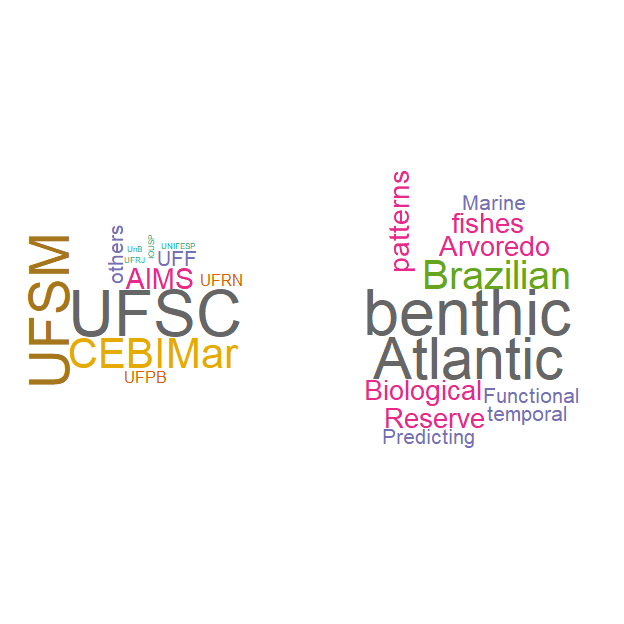 UFSM
others
UnB
UFRJ
IOUSP
UNIFESP
UFF
AIMS
UFRN
UFSC
CEBIMar
UFPB
patterns
Marine
fishes
Arvoredo
Brazilian
benthic
Atlantic
Biological
Functional
Reserve
temporal
Predicting